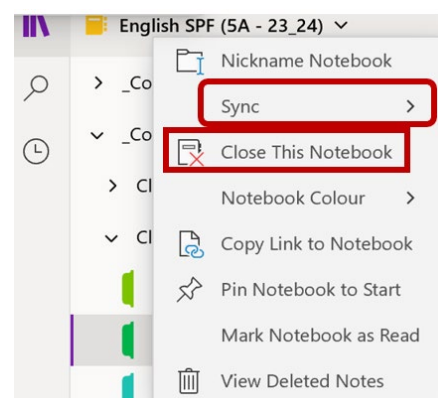 English SPF (5A - 23_24)
Nickname Notebook
_Co
Sync
_Co
Close This Notebook
Cl
Notebook Colour
Cl
Copy Link to Notebook
Pin Notebook to Start
Mark Notebook as Read
View Deleted Notes